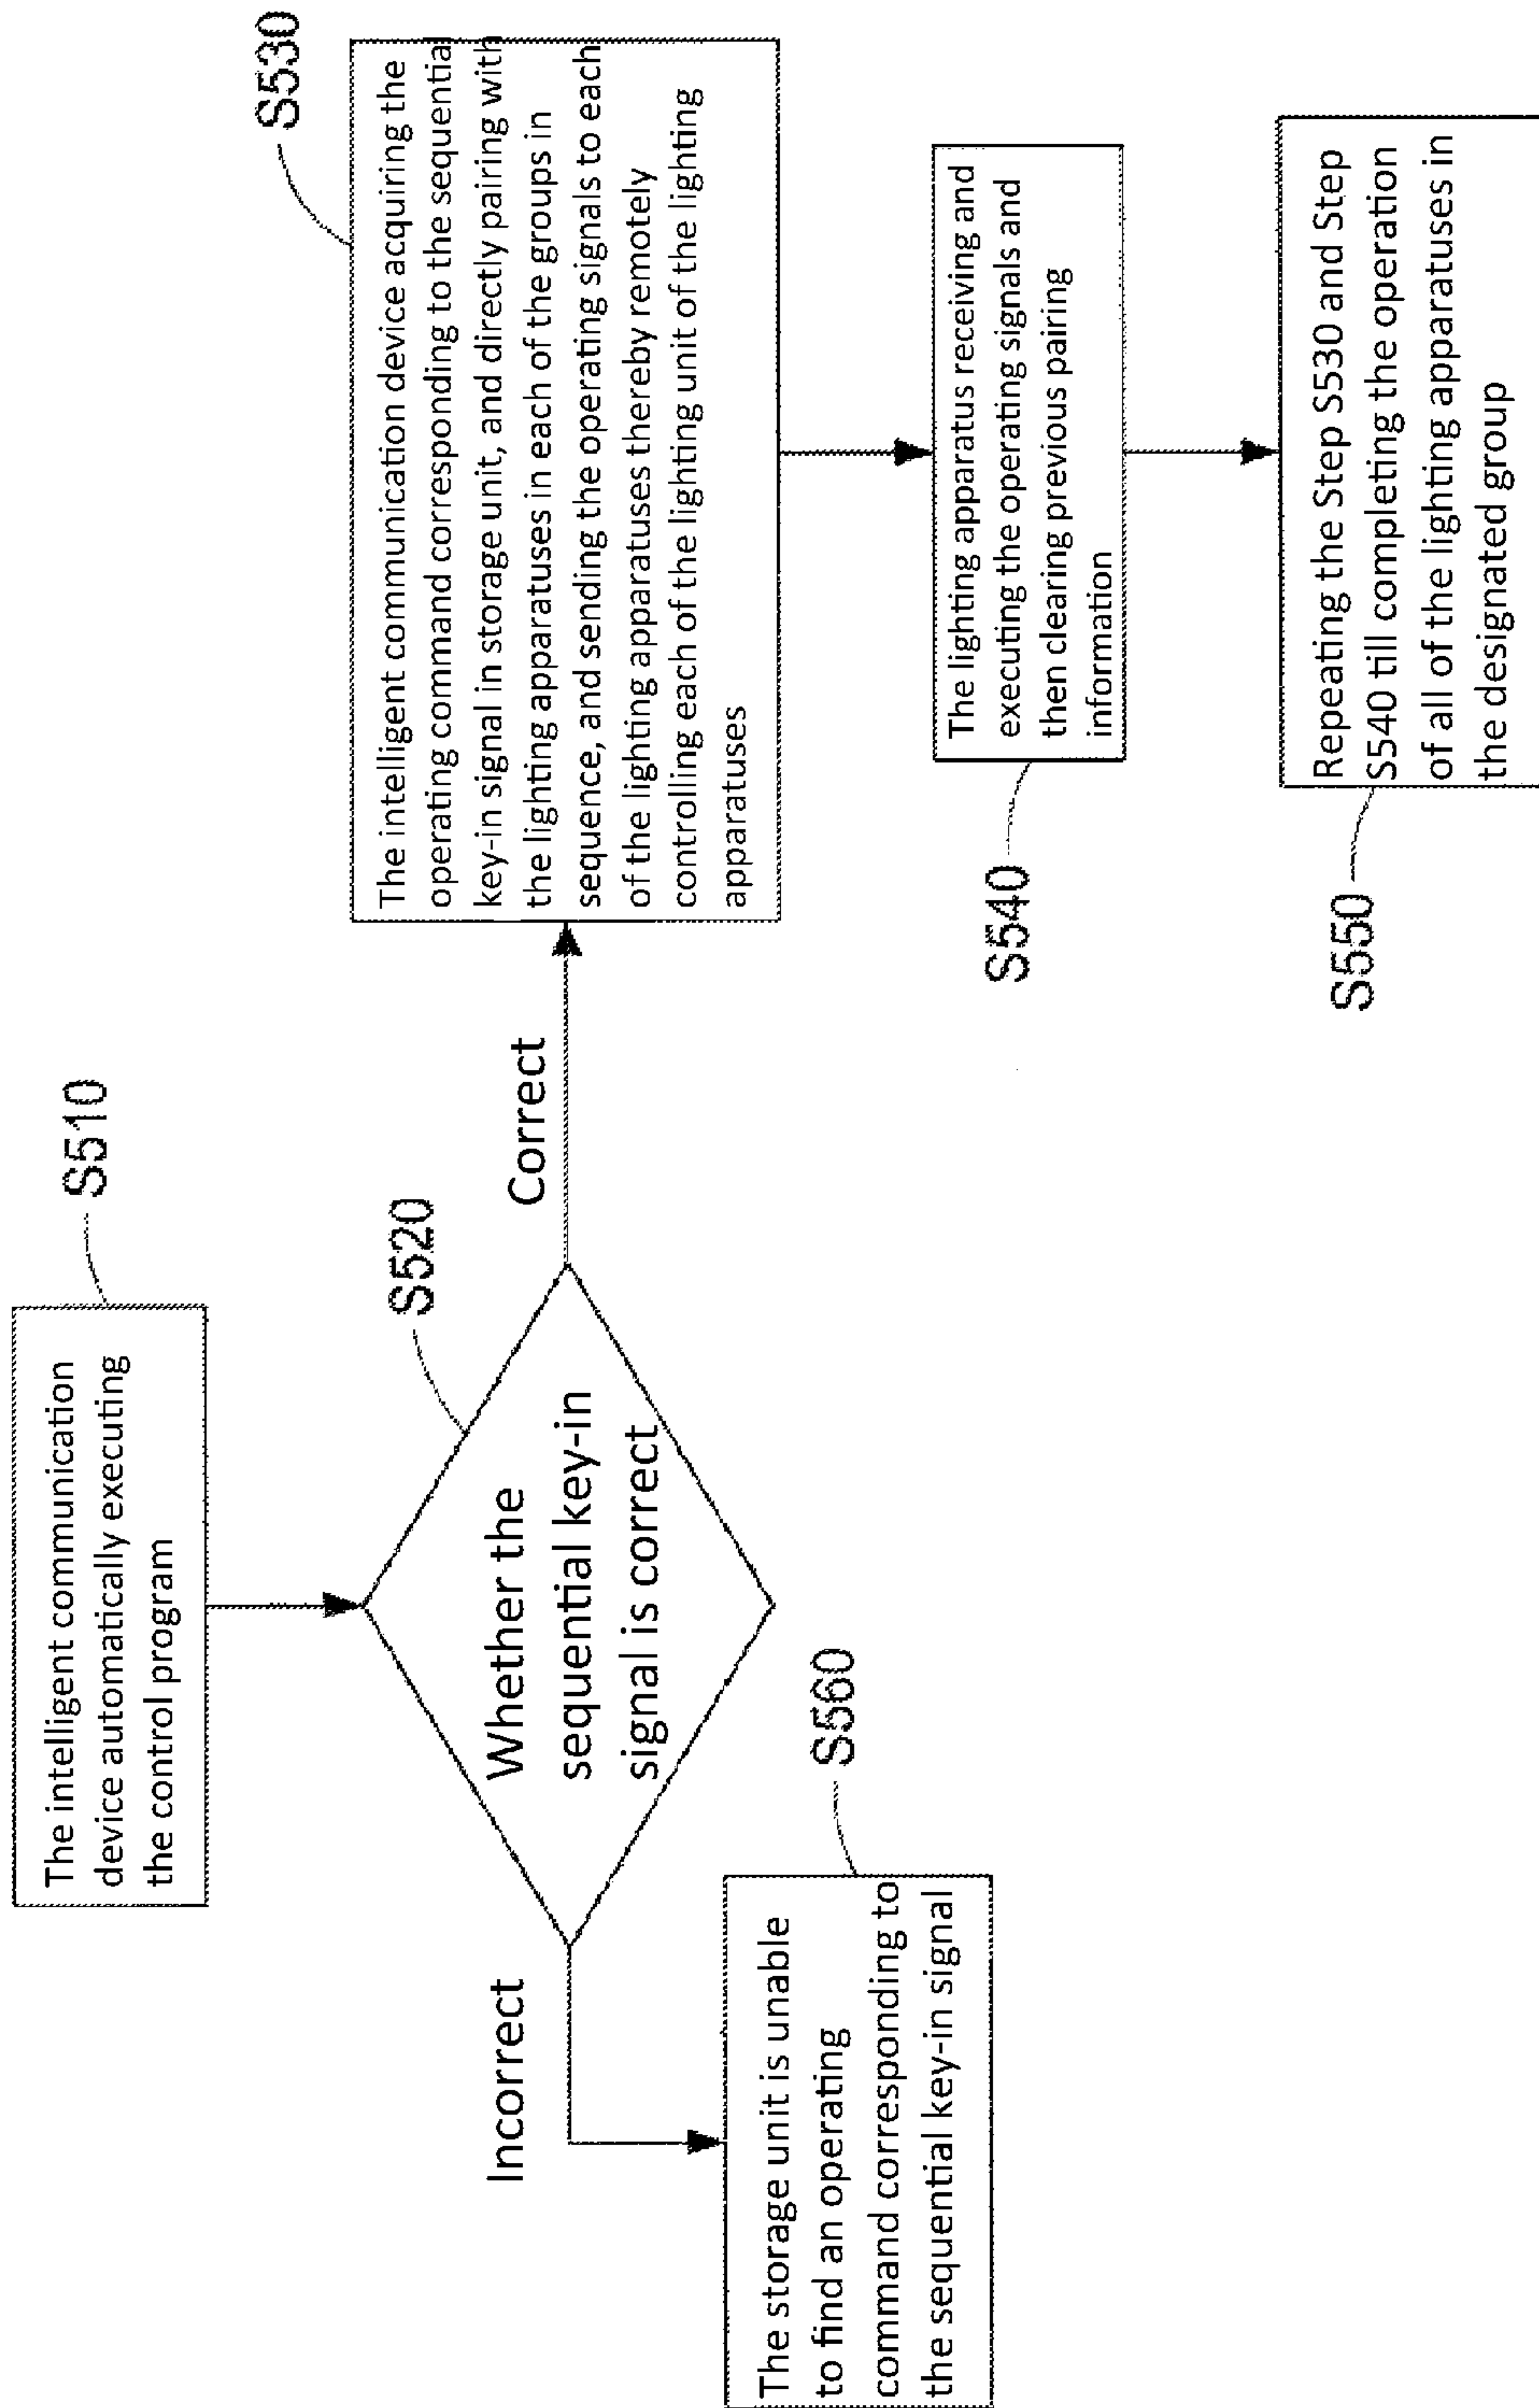 S510
The intelligent communication
device automatically executing
the control program
S520
Whether the
sequential key-in
signal is correct
Correct
S530
The intelligent communication device acquiring the
operating command corresponding to the sequential
key-in signal in storage unit, and directly pairing with
the lighting apparatuses in each of the groups in
sequence, and sending the operating signals to each
of the lighting apparatuses thereby remotely
controlling each of the lighting unit of the lighting
apparatuses
S540
The lighting apparatus receiving and
executing the operating signals and
then clearing previous pairing
information
S550
Repeating the Step S530 and Step
S540 till completing the operation
of all of the lighting apparatuses in
the designated group
Incorrect
S560
The storage unit is unable
to find an operating
command corresponding to
the sequential key-in signal